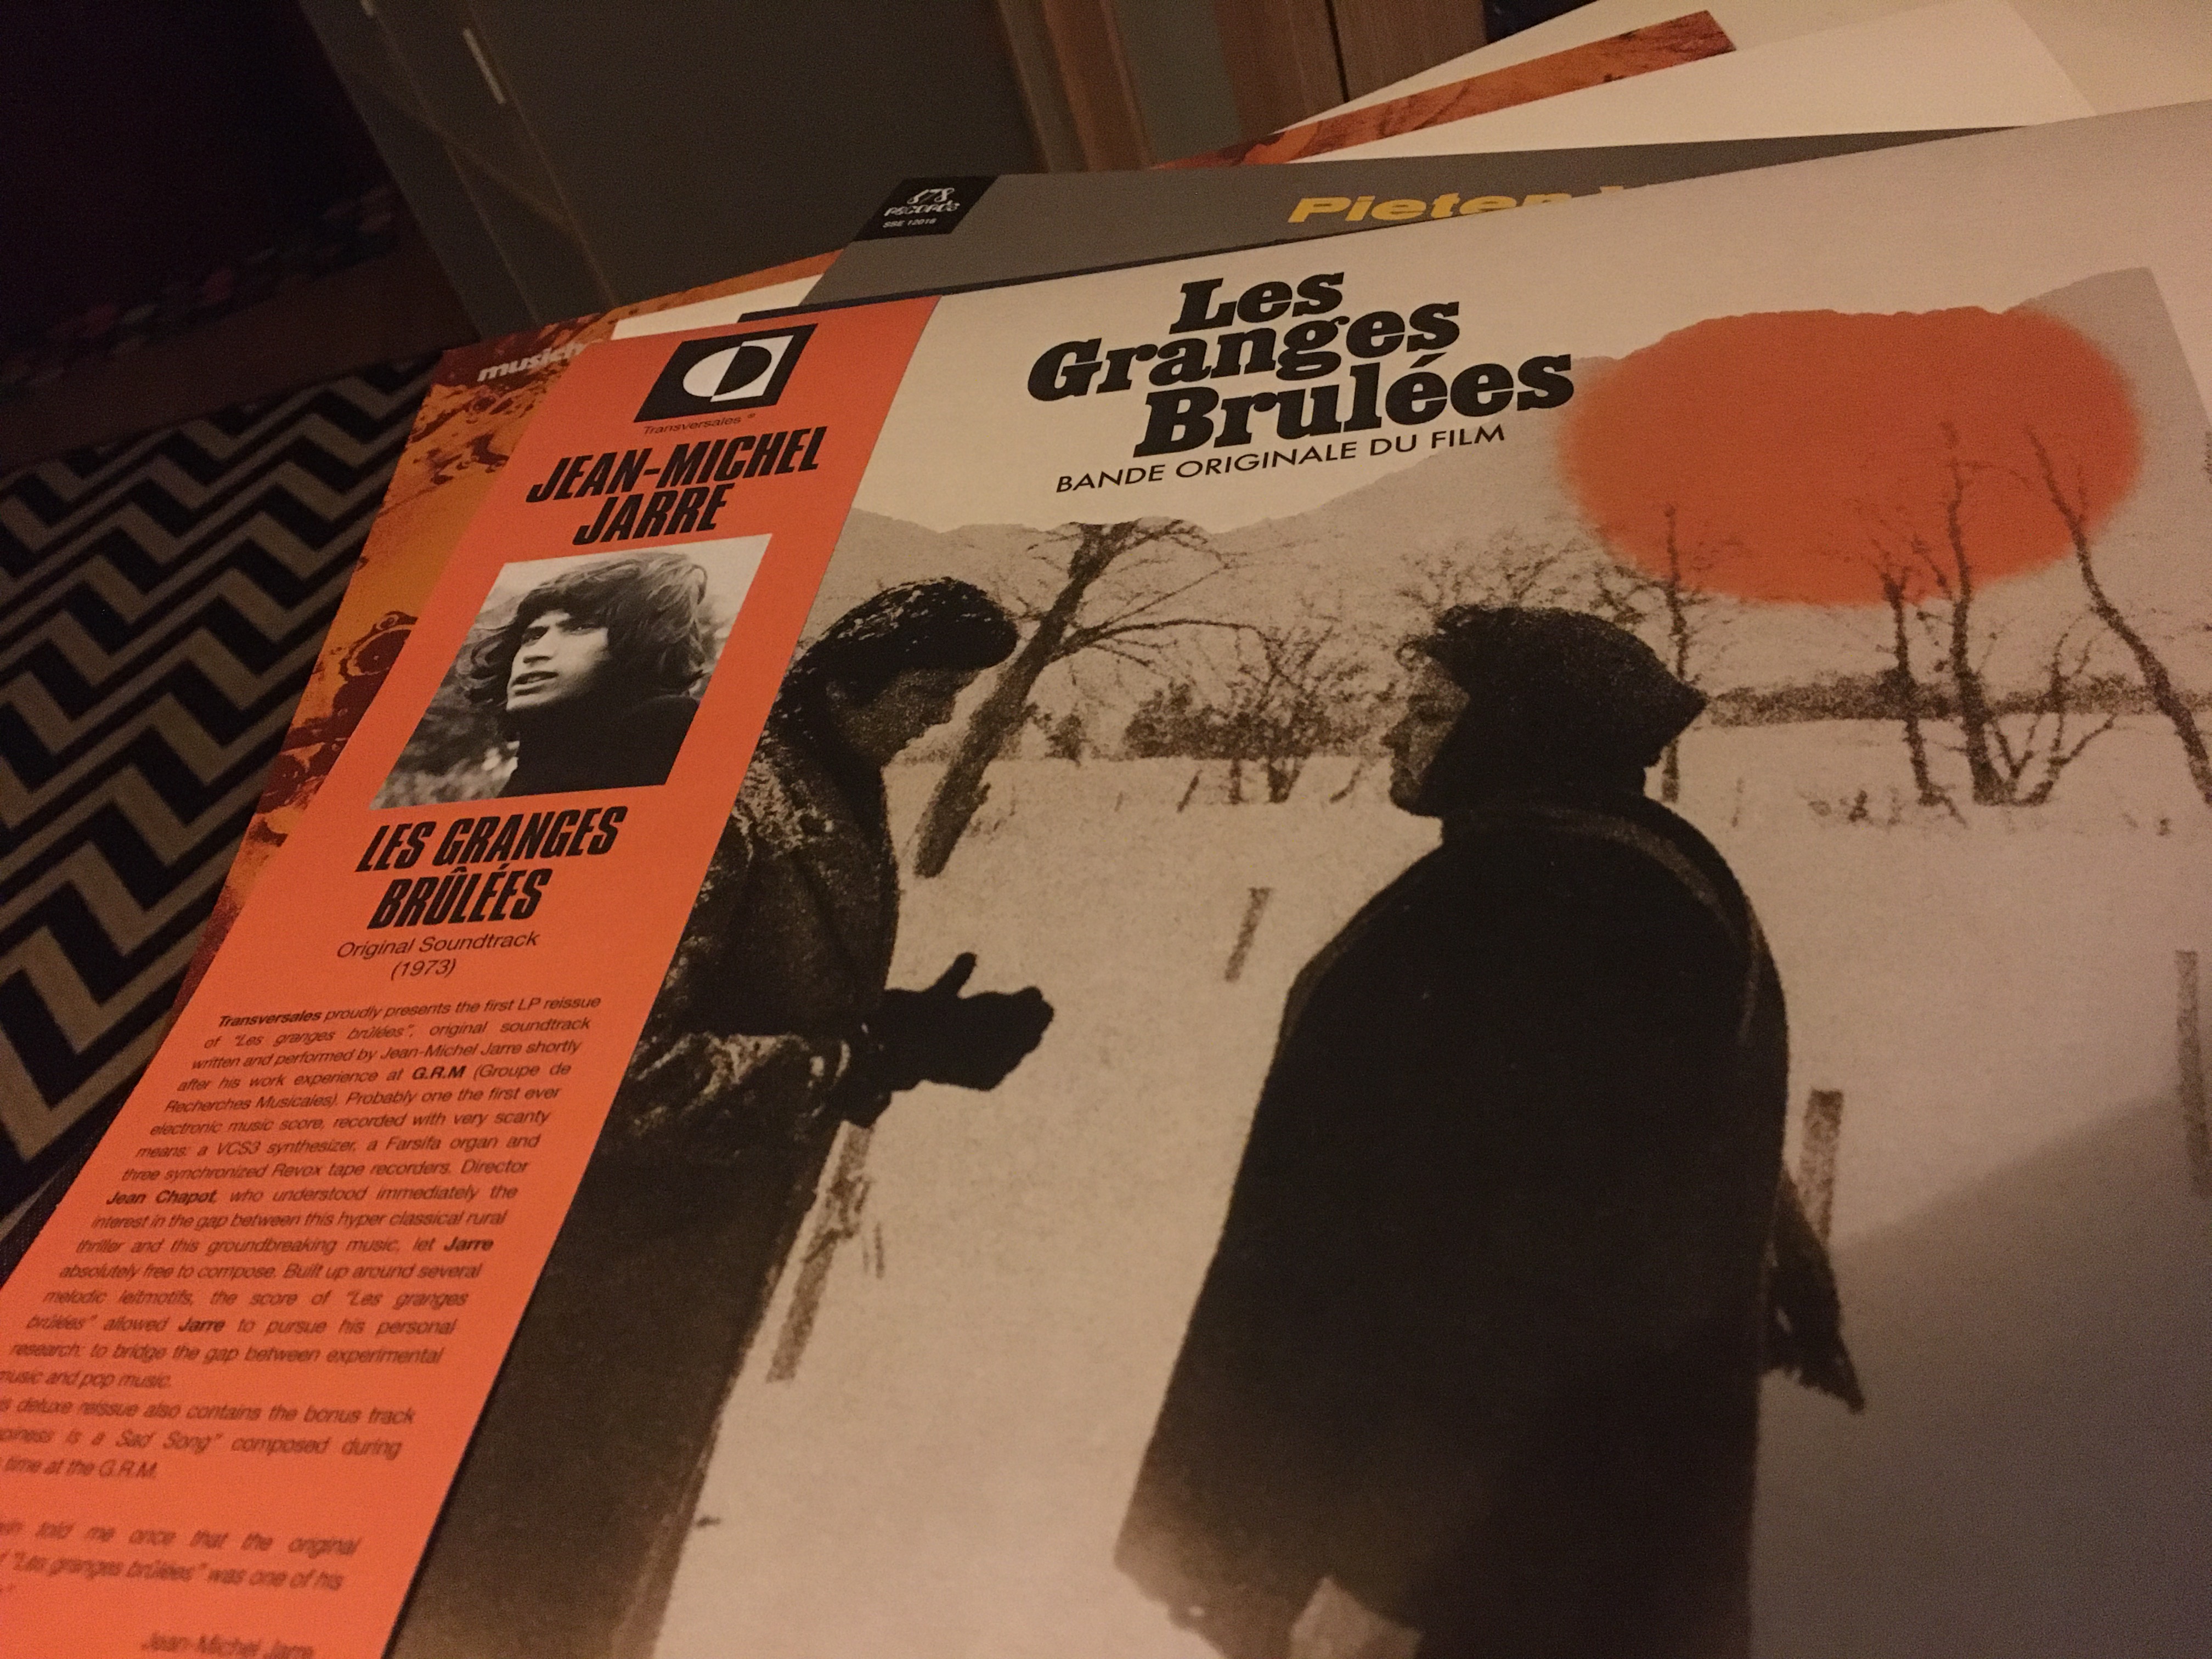 678
RECORDS
SSE 12018
Pieter
Les
Granges
Brulées
BANDE ORIGINALE DU FILM
Transversales
JEAN-MICHEL
JARRE
LES GRANGES
BRÛLÉES
Original Soundtrack
(1973)
Transversales proudly presents the first LP reissue
of "Les granges brûlées", original soundtrack
written and performed by Jean-Michel Jarre shortly
after his work experience at G.R.M (Groupe de
Recherches Musicales). Probably one the first ever
electronic music score, recorded with very scanty
means: a VCS3 synthesizer, a Farsifa organ and
three synchronized Revox tape recorders. Director
Jean Chapot, who understood immediately the
interest in the gap between this hyper classical rural
thriller and this groundbreaking music, let Jarre
absolutely free to compose. Built up around several
melodic leitmotifs, the score of "Les granges
brûlées" allowed Jarre to pursue his personal
research: to bridge the gap between experimental
music and pop music.
deluxe reissue also contains the bonus track
is a Sad Song" composed during
time at the G.R.M.
told me once that the original
"Les granges brûlées" was one of his
Jean-Michel Jarre